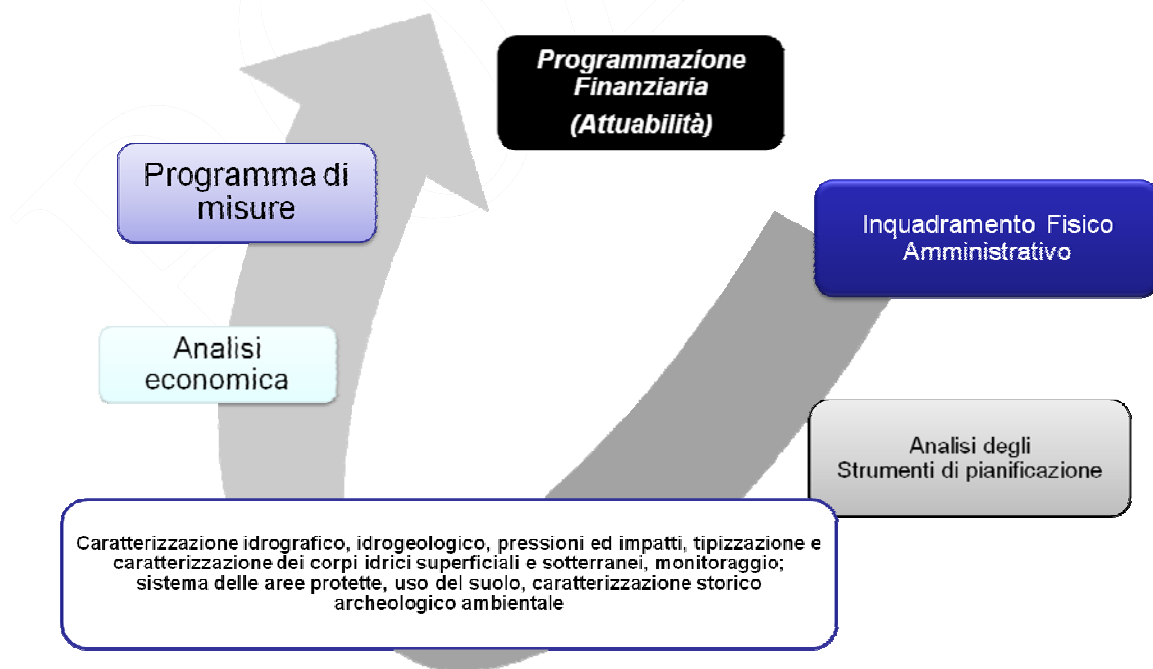 Programmazione
Finanziaria
(Attuabilità)
Programma di
misure
Inquadramento Fisico
Amministrativo
Analisi
economica
Analisi degli
Strumenti di pianificazione
Caratterizzazione idrografico, idrogeologico, pressioni ed impatti, tipizzazione e
caratterizzazione dei corpi idrici superficiali e sotterranei, monitoraggio;
sistema delle aree protette, uso del suolo, caratterizzazione storico
archeologico ambientale